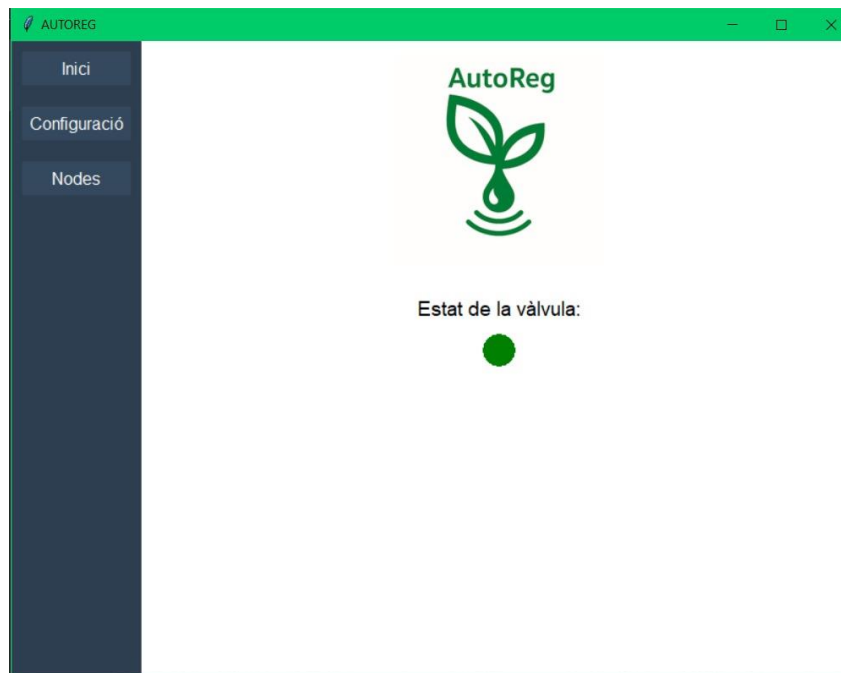 AUTOREG
Inici
Configuració
Nodes
AutoReg
Estat de la vàlvula: